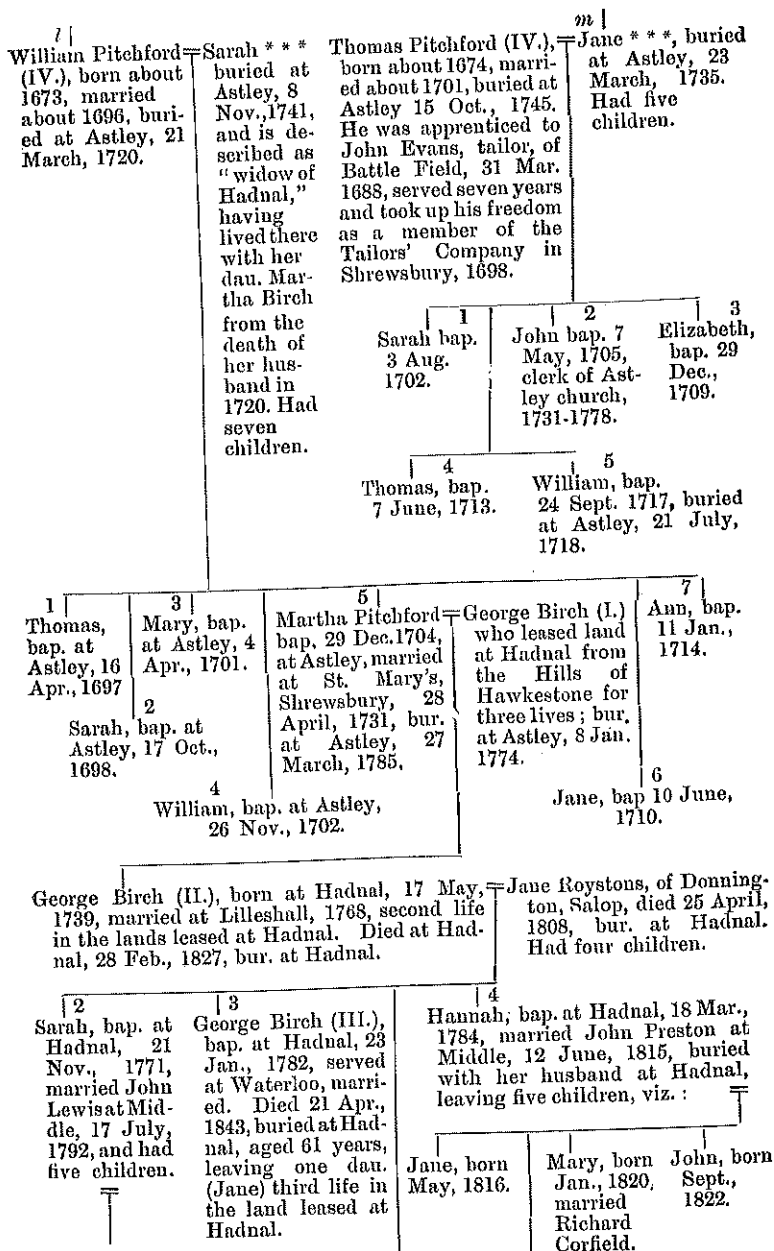 l
William Pitchford
(IV.), born about
1673, married
about 1696, buri-
ed at Astley, 21
March, 1720.
Sarah * * *
buried at
Astley, 8
Nov., 1741,
and is de-
scribed as
"widow of
Hadnal,"
having
lived there
with her
dau. Mar-
tha Birch
from the
death of
her hus-
band in
1720. Had
seven
children.
Thomas Pitchford (IV.),
born about 1674, marri-
ed about 1701, buried at
Astley 15 Oct., 1745.
He was apprenticed to
John Evans, tailor, of
Battle Field, 31 Mar.
1688, served seven years
and took up his freedom
as a member of the
Tailors' Company in
Shrewsbury, 1698.
m
Jane * * *, buried
at Astley, 23
March, 1735.
Had five
children.
1
Sarah bap.
3 Aug.
1702.
2
John bap. 7
May, 1705,
clerk of Ast-
ley church,
1731-1778.
3
Elizabeth,
bap. 29
Dec.,
1709.
4
Thomas, bap.
7 June, 1713.
5
William, bap.
24 Sept. 1717, buried
at Astley, 21 July,
1718.
1
Thomas,
bap. at
Astley, 16
Apr., 1697
2
Sarah, bap. at
Astley, 17 Oct.,
1698.
3
Mary, bap.
at Astley, 4
Apr., 1701.
4
William, bap. at Astley,
26 Nov., 1702.
5
Martha Pitchford
bap. 29 Dec. 1704,
at Astley, married
at St. Mary's,
Shrewsbury, 28
April, 1731, bur.
at Astley, 27
March, 1785.
George Birch (I.)
who leased land
at Hadnal from
the Hills of
Hawkestone for
three lives; bur.
at Astley, 8 Jan.
1774.
6
Jane, bap 10 June,
1710.
7
Ann, bap.
11 Jan.,
1714.
George Birch (II.), born at Hadnal, 17 May,
1739, married at Lilleshall, 1768, second life
in the lands leased at Hadnal. Died at Had-
nal, 28 Feb., 1827, bur. at Hadnal.
Jane Roystons, of Donning-
ton, Salop, died 25 April,
1808, bur. at Hadnal.
Had four children.
2
Sarah, bap. at
Hadnal, 21
Nov., 1771,
married John
Lewis at Mid-
dle, 17 July,
1792, and had
five children.
3
George Birch (III.),
bap. at Hadnal, 23
Jan., 1782, served
at Waterloo, marri-
ed. Died 21 Apr.,
1843, buried at Had-
nal, aged 61 years,
leaving one dau.
(Jane) third life in
the land leased at
Hadnal.
4
Hannah, bap. at Hadnal, 18 Mar.,
1784, married John Preston at
Middle, 12 June, 1815, buried
with her husband at Hadnal,
leaving five children, viz. :
Jane, born
May, 1816.
Mary, born
Jan., 1820,
married
Richard
Corfield.
John, born
Sept.,
1822.